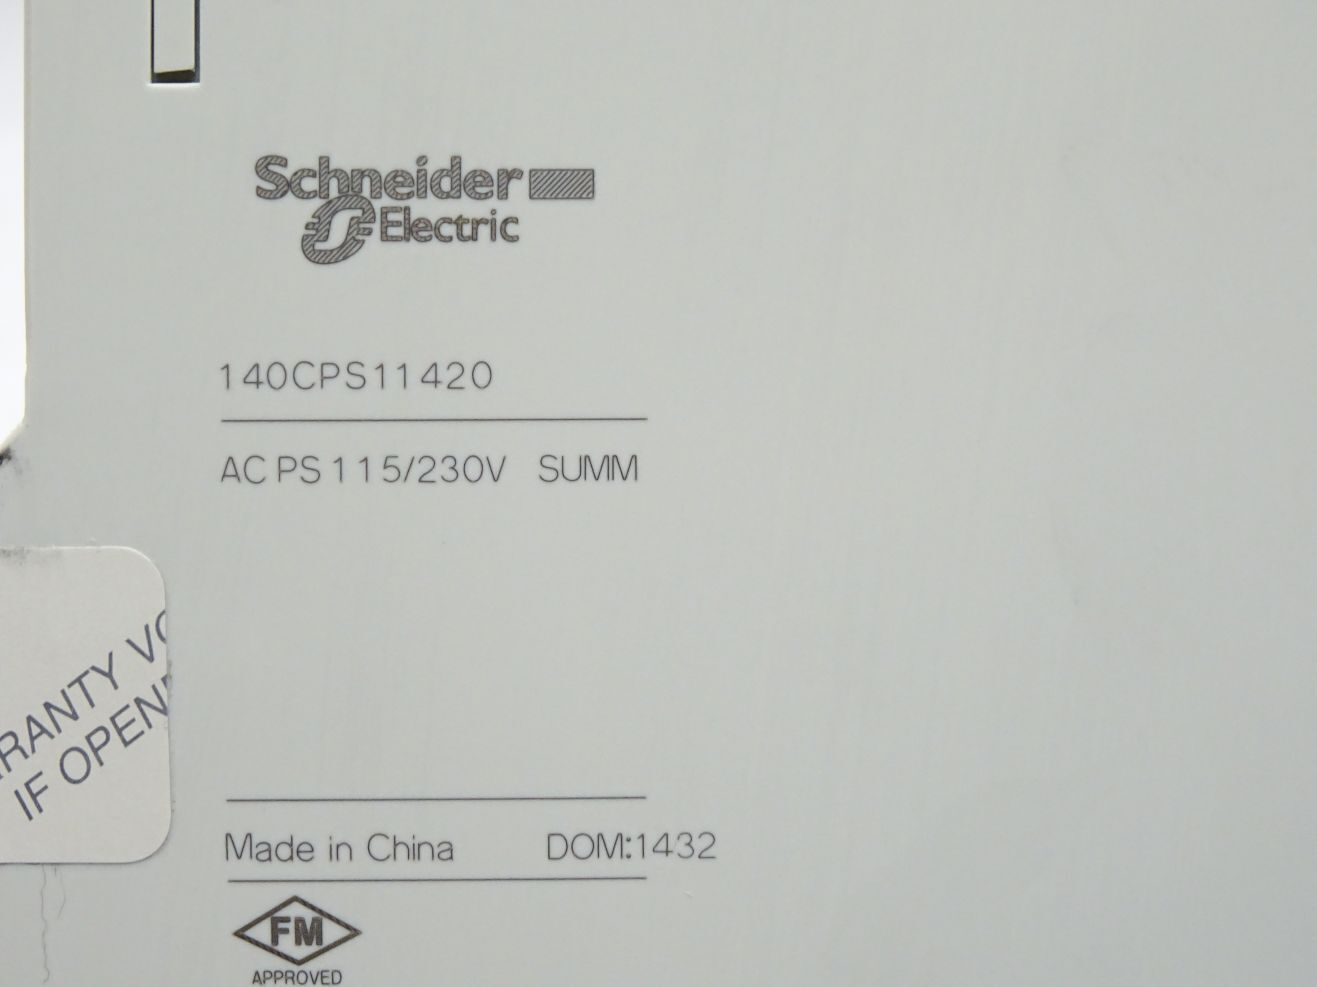 Schneider
Electric
140CPS11420
AC PS 115/230V SUMM
RANTY VO
IF OPEN
Made in China DOM:1432
FM
APPROVED